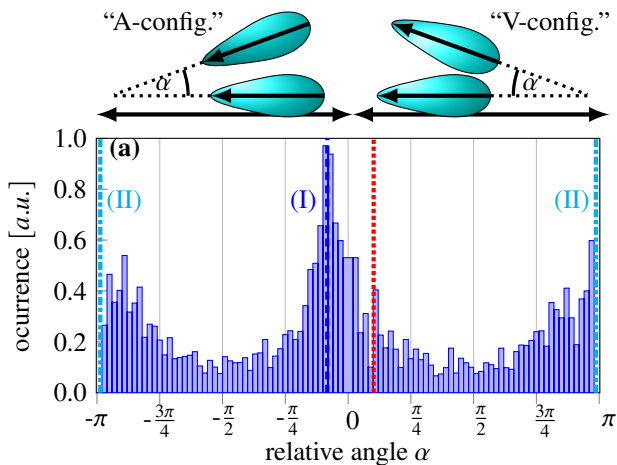 “A-config.” “V-config.”
α α
(a)
1.0
0.8
(II) (I) (II)
0.6
0.4
0.2
0.0
-π -3π/4 -π/2 -π/4 0 π/4 π/2 3π/4 π
relative angle α
ocurrence [a.u.]